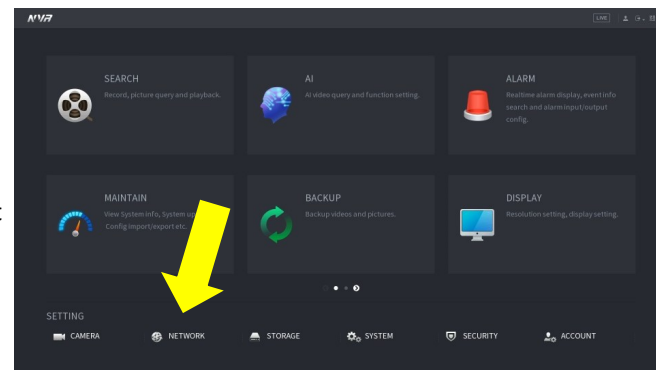 NVR
LIVE
SEARCH
Record, picture query and playback.
AI
AI video query and function setting.
ALARM
Realtime alarm display, event info
search and alarm input/output
config.
MAINTAIN
View System info, System up
Config import/export etc.
BACKUP
Backup videos and pictures.
DISPLAY
Resolution setting, display setting.
SETTING
CAMERA NETWORK STORAGE SYSTEM SECURITY ACCOUNT